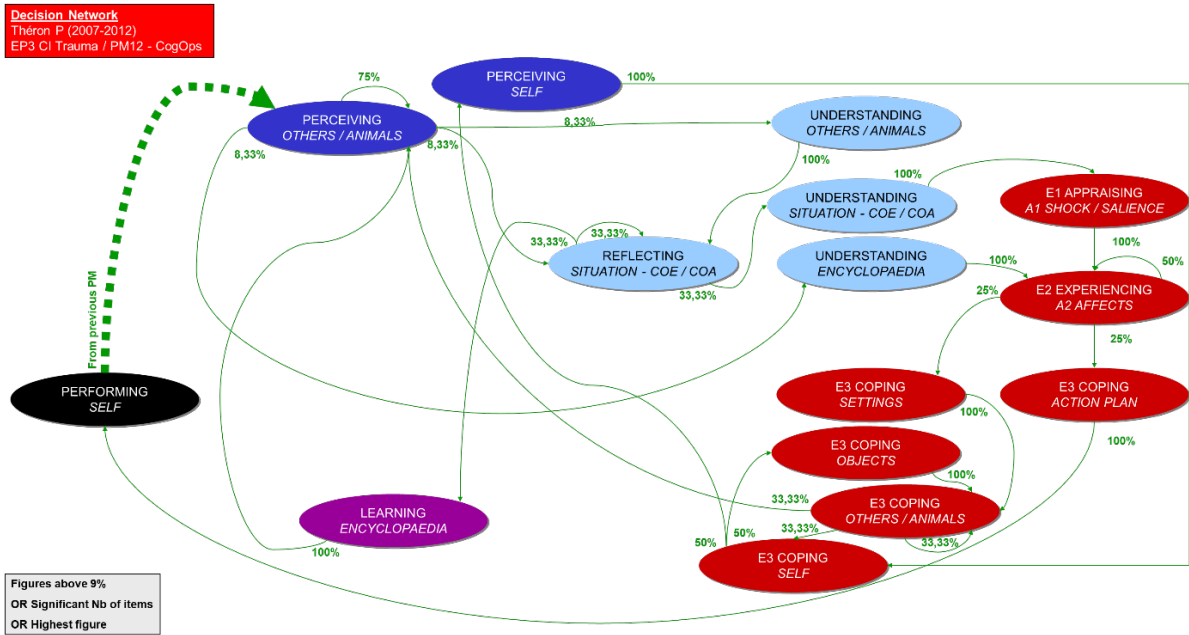 Decision Network
Théron P (2007-2012)
EP3 CI Trauma / PM12 - CogOps
PERCEIVING
SELF
100%
75%
PERCEIVING
OTHERS / ANIMALS
8,33%
8,33%
8,33%
UNDERSTANDING
OTHERS / ANIMALS
100%
UNDERSTANDING
SITUATION - COE / COA
100%
E1 APPRAISING
A1 SHOCK / SALIENCE
100%
50%
33,33%
33,33%
REFLECTING
SITUATION - COE / COA
33,33%
UNDERSTANDING
ENCYCLOPAEDIA
100%
E2 EXPERIENCING
A2 AFFECTS
25%
25%
From previous PM
PERFORMING
SELF
E3 COPING
SETTINGS
100%
E3 COPING
ACTION PLAN
100%
E3 COPING
OBJECTS
100%
33,33%
E3 COPING
OTHERS / ANIMALS
33,33%
33,33%
LEARNING
ENCYCLOPAEDIA
100%
50%
50%
E3 COPING
SELF
Figures above 9%
OR Significant Nb of items
OR Highest figure